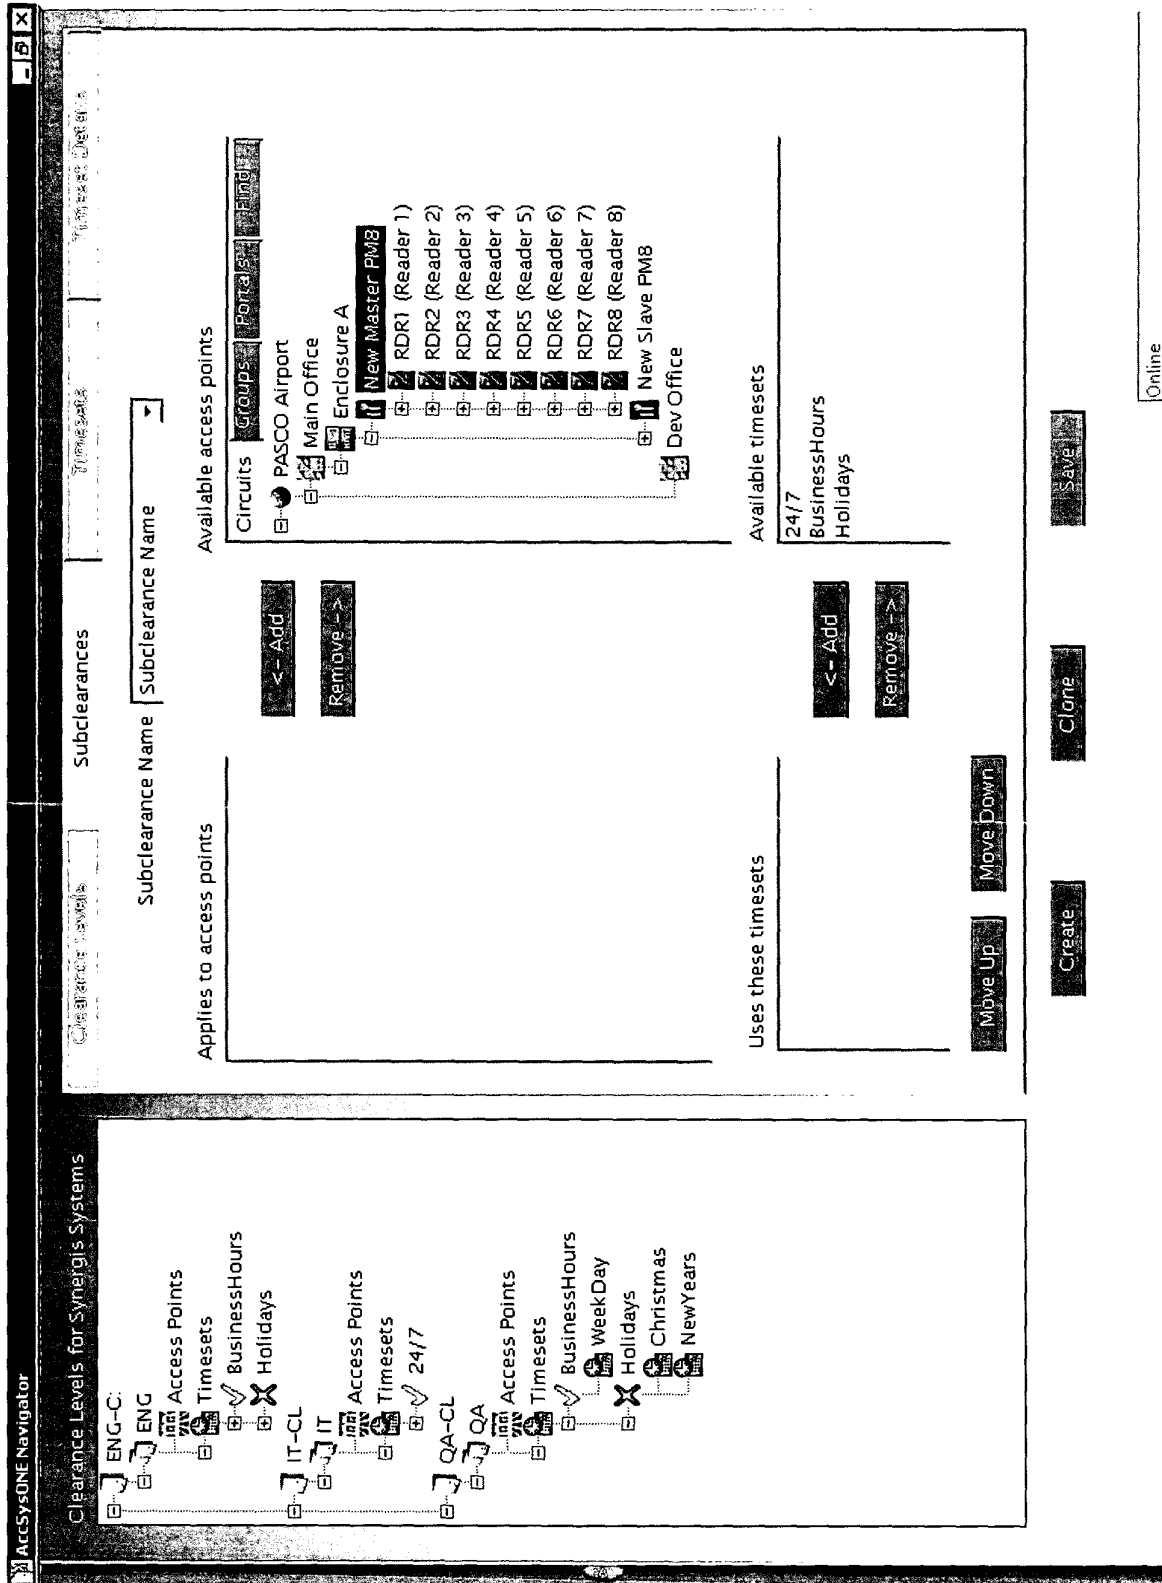 AccSysONE Navigator
Clearance Levels for Synergis Systems
ENG-C:
ENG
Access Points
Timesets
BusinessHours
Holidays
IT-CL
IT
Access Points
Timesets
24/7
QA-CL
QA
Access Points
Timesets
BusinessHours
WeekDay
Holidays
Christmas
NewYears
Clearance Levels
Subclearances
Timesets
Timeset Details
Subclearance Name
Subclearance Name
Applies to access points
<- Add
Remove ->
Available access points
Circuits
Groups
Portals
Find
PASCO Airport
Main Office
Enclosure A
New Master PM8
RDR1 (Reader 1)
RDR2 (Reader 2)
RDR3 (Reader 3)
RDR4 (Reader 4)
RDR5 (Reader 5)
RDR6 (Reader 6)
RDR7 (Reader 7)
RDR8 (Reader 8)
New Slave PM8
Dev Office
Uses these timesets
<- Add
Remove ->
Available timesets
24/7
BusinessHours
Holidays
Move Up
Move Down
Create
Clone
Save
Online